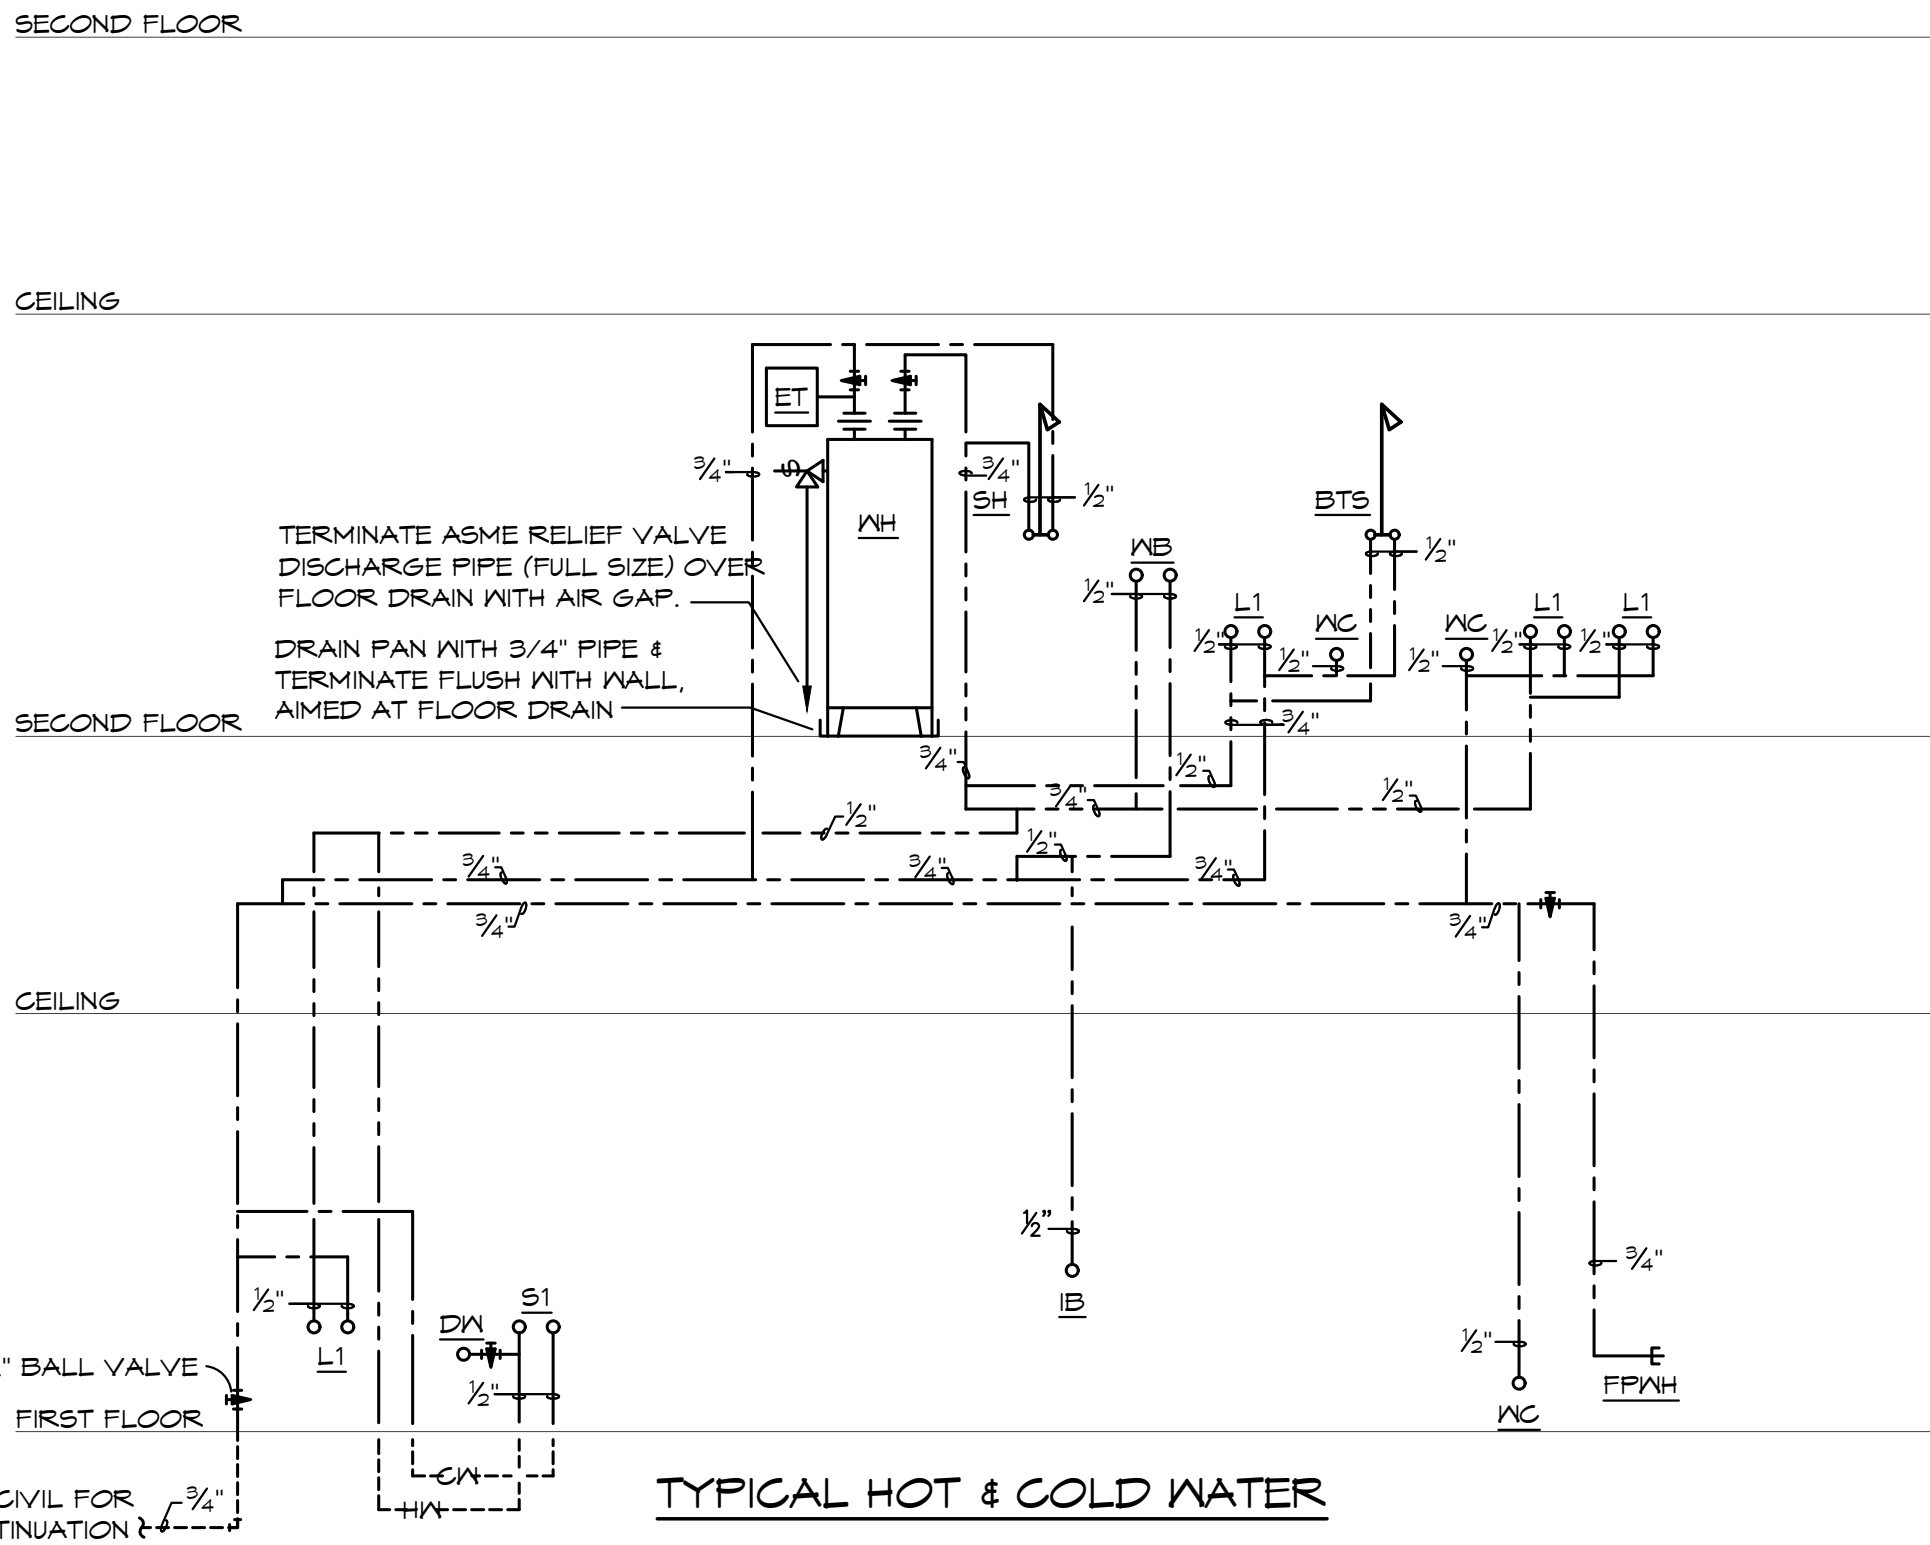 SECOND FLOOR
CEILING
ET
3/4"
3/4"
SH
1/2"
BTS
WH
TERMINATE ASME RELIEF VALVE
DISCHARGE PIPE (FULL SIZE) OVER
FLOOR DRAIN WITH AIR GAP.
WB
1/2"
1/2"
L1
WC
WC
L1
L1
1/2"
1/2"
1/2"
1/2"
1/2"
DRAIN PAN WITH 3/4" PIPE &
TERMINATE FLUSH WITH WALL,
AIMED AT FLOOR DRAIN
SECOND FLOOR
3/4"
3/4"
1/2"
3/4"
1/2"
1/2"
1/2"
3/4"
3/4"
3/4"
3/4"
3/4"
CEILING
1/2"
IB
3/4"
1/2"
L1
DW
S1
1/2"
1/2"
WC
FPWH
" BALL VALVE
FIRST FLOOR
CW
HW
CIVIL FOR
TINUATION
3/4"
TYPICAL HOT & COLD WATER